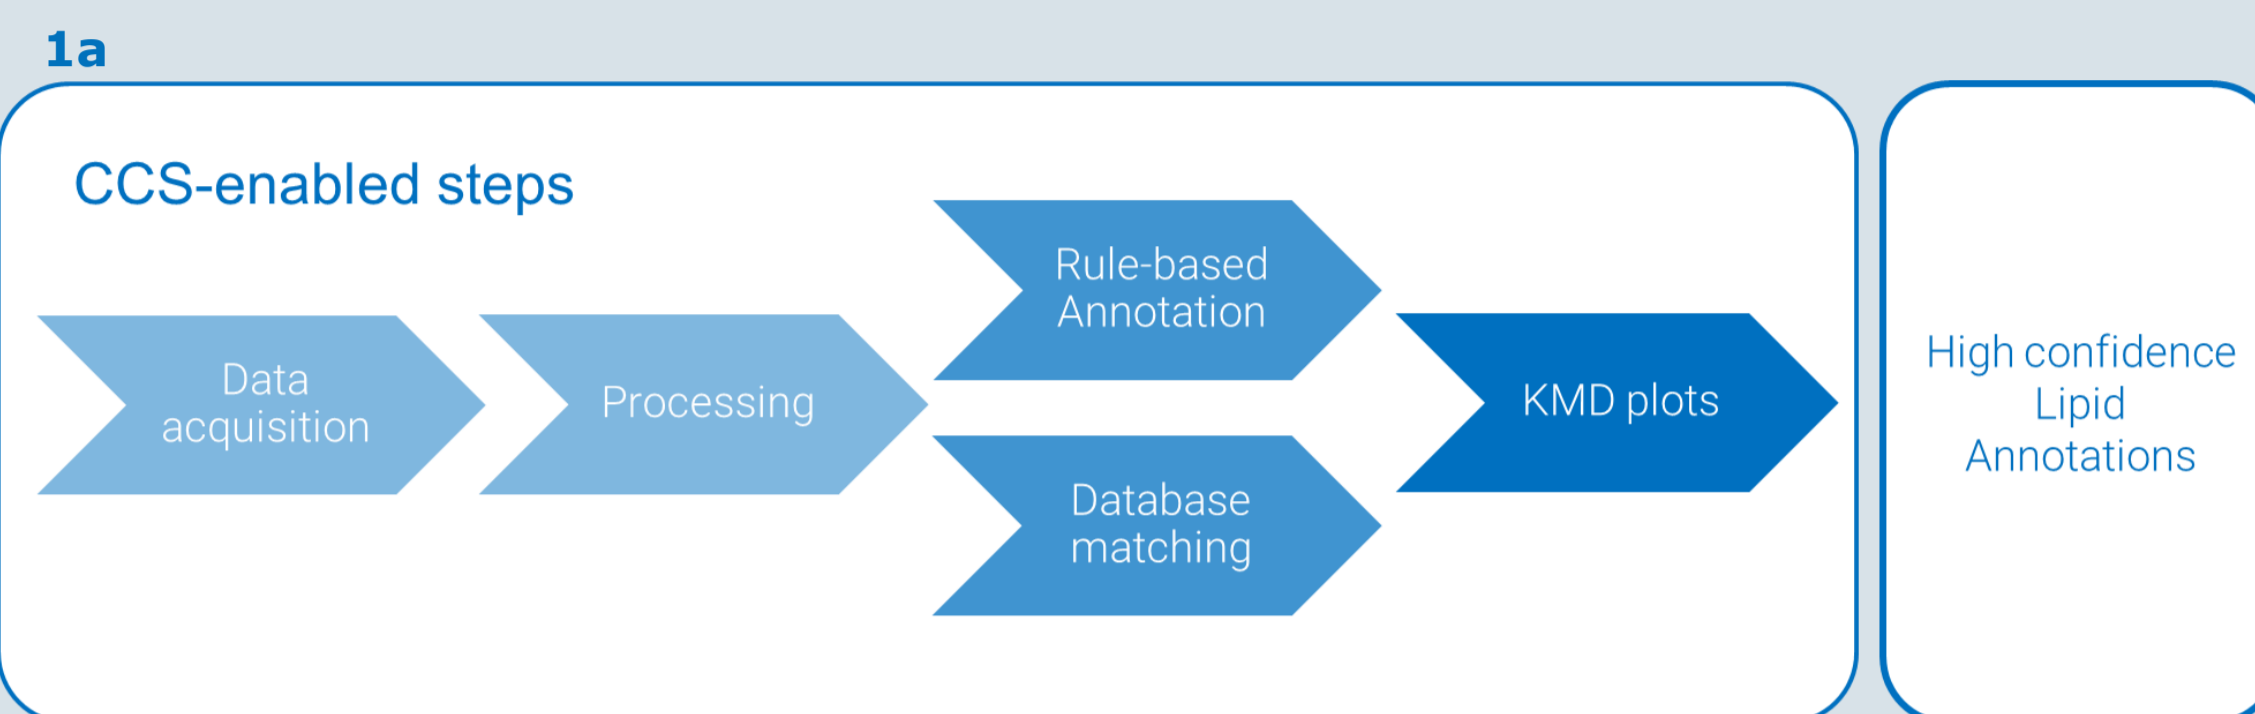 1a
CCS-enabled steps
Data
acquisition
Processing
Rule-based
Annotation
Database
matching
KMD plots
High confidence
Lipid
Annotations